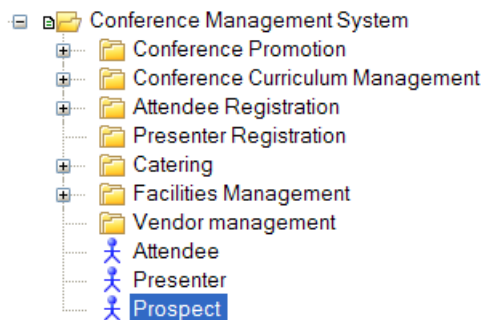 Conference Management System
Conference Promotion
Conference Curriculum Management
Attendee Registration
Presenter Registration
Catering
Facilities Management
Vendor management
Attendee
Presenter
Prospect